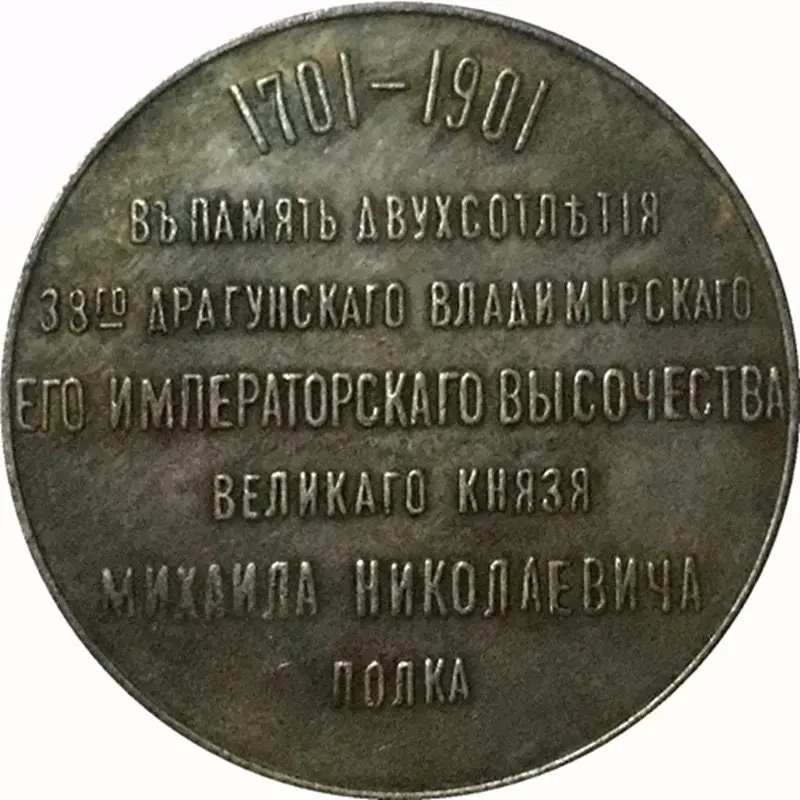 1701-1901
ВЪ ПАМЯТЬ ДВУХСОТЛѢТІЯ
38ГО ДРАГУНСКАГО ВЛАДИМІРСКАГО
ЕГО ИМПЕРАТОРСКАГО ВЫСОЧЕСТВА
ВЕЛИКАГО КНЯЗЯ
МИХАИЛА НИКОЛАЕВИЧА
ПОЛКА